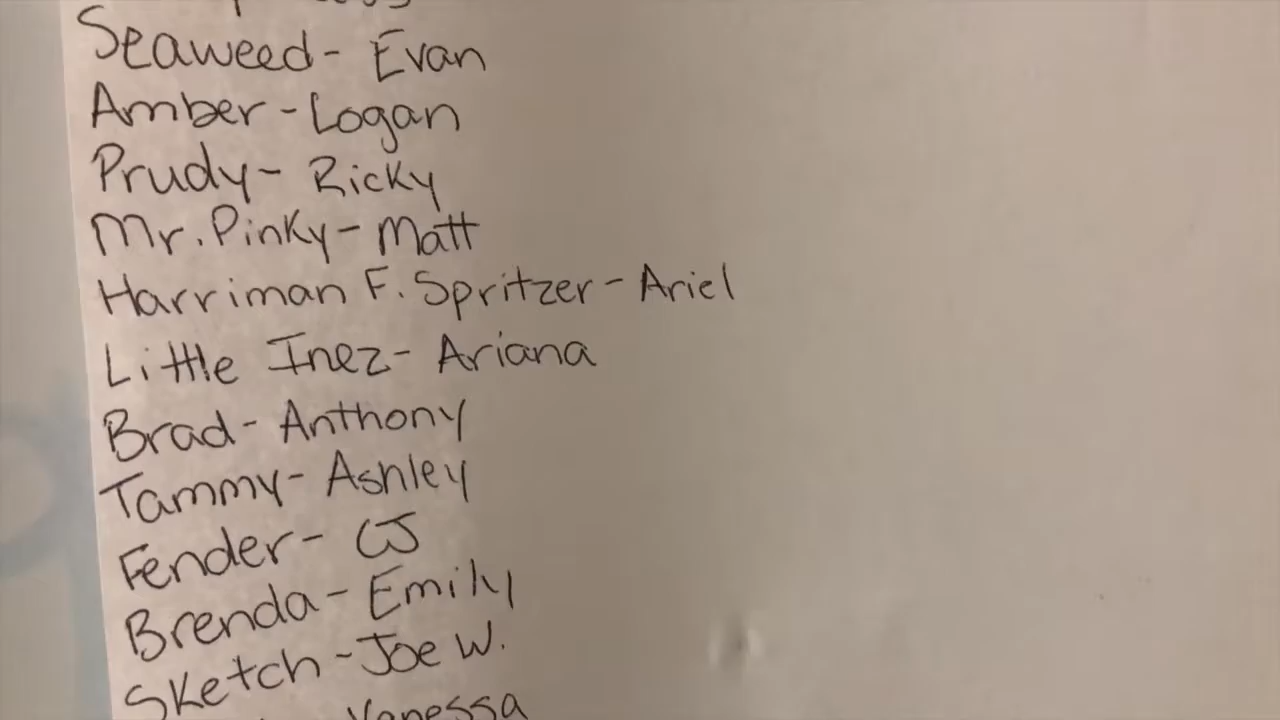 Seaweed- Evan
Amber-Logan
Prudy- Ricky
Mr. Pinky- Matt
Harriman F. Spritzer- Ariel
Little Inez- Ariana
Brad- Anthony
Tammy- Ashley
Fender- CJ
Brenda- Emily
Sketch-Joe W.
Vanessa